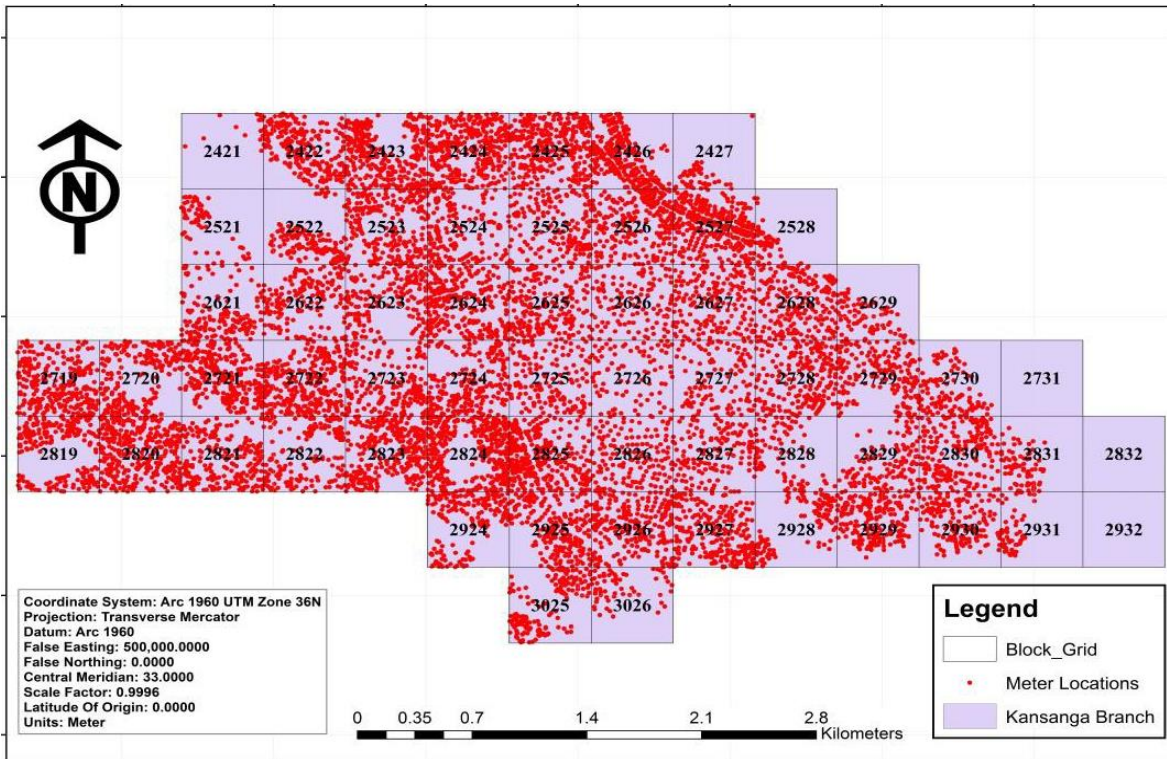 N
2421 2422 2423 2424 2425 2426 2427
2521 2522 2523 2524 2525 2526 2527 2528
2621 2622 2623 2624 2625 2626 2627 2628 2629
2719 2720 2721 2722 2723 2724 2725 2726 2727 2728 2729 2730 2731
2819 2820 2821 2822 2823 2824 2825 2826 2827 2828 2829 2830 2831 2832
2924 2925 2926 2927 2928 2929 2930 2931 2932
3025 3026
Coordinate System: Arc 1960 UTM Zone 36N
Projection: Transverse Mercator
Datum: Arc 1960
False Easting: 500,000.0000
False Northing: 0.0000
Central Meridian: 33.0000
Scale Factor: 0.9996
Latitude Of Origin: 0.0000
Units: Meter
0 0.35 0.7 1.4 2.1 2.8
Kilometers
Legend
Block_Grid
Meter Locations
Kansanga Branch